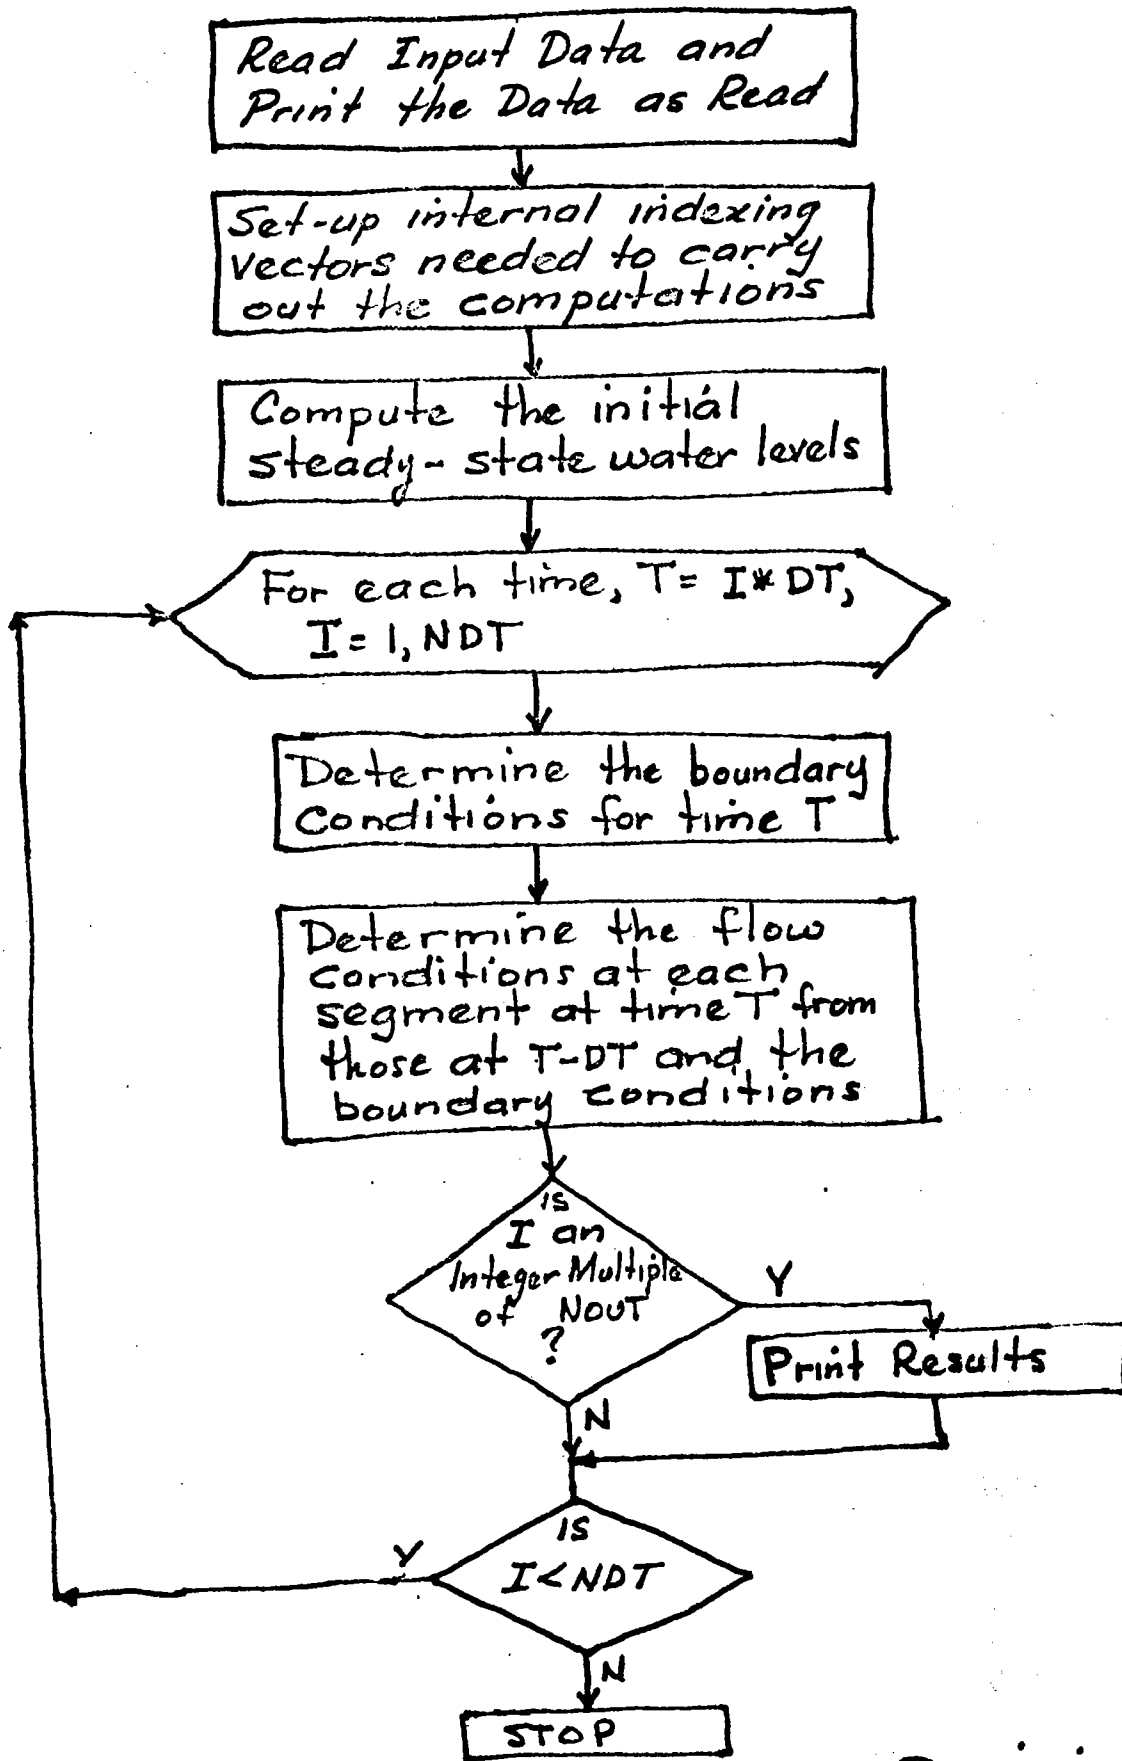 Read Input Data and
Print the Data as Read
Set-up internal indexing
vectors needed to carry
out the computations
Compute the initial
steady-state water levels
For each time, T= I* DT,
I= 1, NDT
Determine the boundary
Conditions for time T
Determine the flow
conditions at each
segment at time T from
those at T-DT and the
boundary conditions
is
I an
Integer Multiple
of NOUT
?
Y
Print Results
N
IS
I<NDT
Y
N
STOP